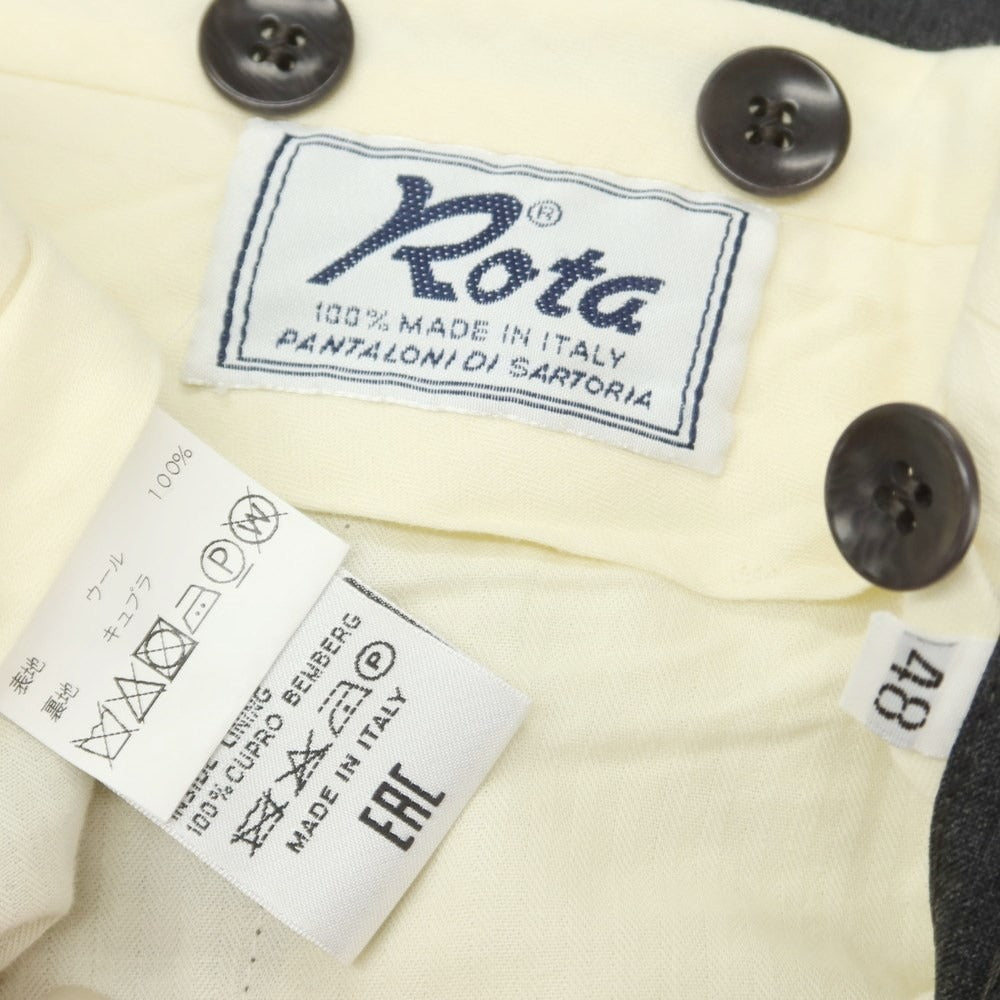 Rota®
100% MADE IN ITALY
PANTALONI DI SARTORIA
48
100%
表地 ウール
裏地 キュプラ
P W
INSIDE LINING
100% CUPRO BEMBERG
P
MADE IN ITALY
EAC